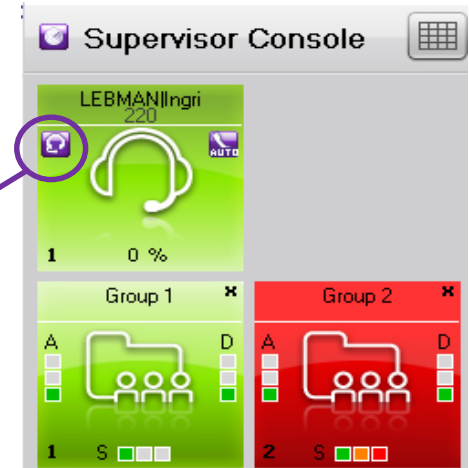 Supervisor Console
LEBMAN|Ingri
220
AUTO
1 0 %
Group 1 x
A D
1 S
Group 2 x
A D
2 S